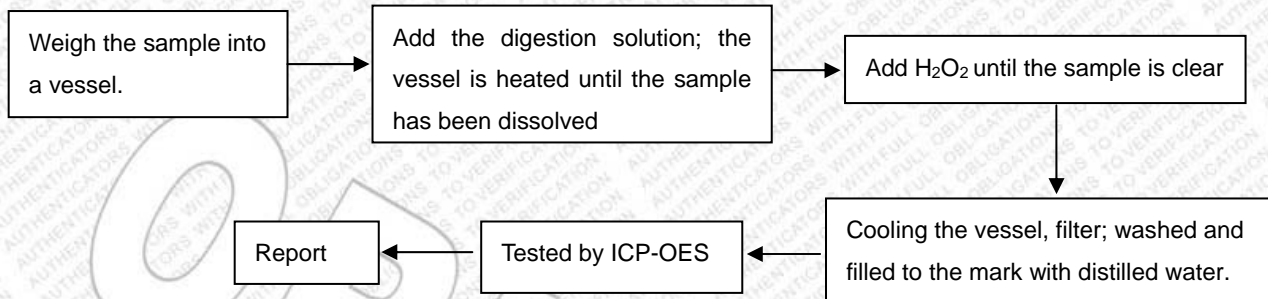 Weigh the sample into
a vessel.
Add the digestion solution; the
vessel is heated until the sample
has been dissolved
Add H₂O₂ until the sample is clear
Cooling the vessel, filter; washed and
filled to the mark with distilled water.
Tested by ICP-OES
Report